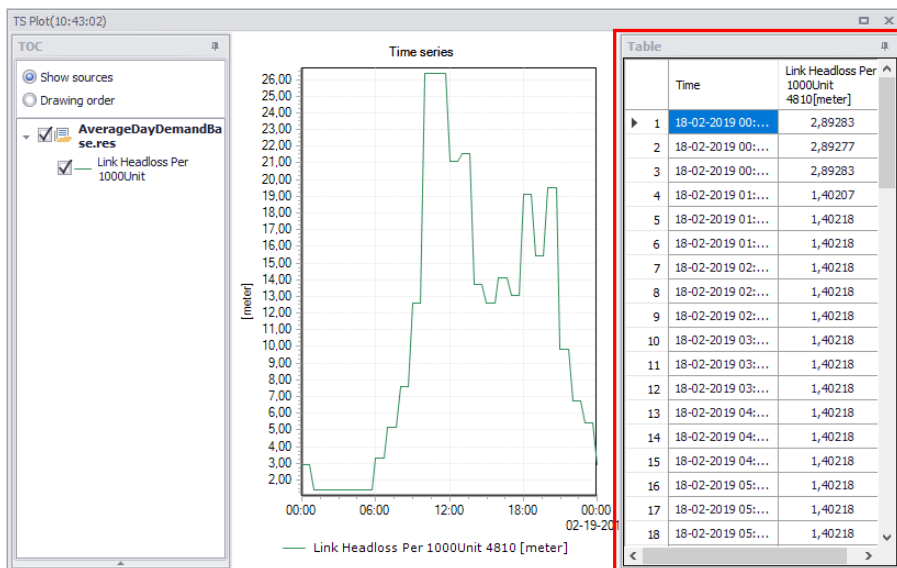 TS Plot(10:43:02)
TOC
Show sources
Drawing order
AverageDayDemandBa
se.res
Link Headloss Per
1000Unit
Time series
26,00
25,00
24,00
23,00
22,00
21,00
20,00
19,00
18,00
17,00
16,00
15,00
14,00
13,00
12,00
11,00
10,00
9,00
8,00
7,00
6,00
5,00
4,00
3,00
2,00
[meter]
00:00 06:00 12:00 18:00 00:00
02-19-201
Link Headloss Per 1000Unit 4810 [meter]
Table
Time Link Headloss Per
1000Unit
4810[meter]
1 18-02-2019 00:... 2,89283
2 18-02-2019 00:... 2,89277
3 18-02-2019 00:... 2,89283
4 18-02-2019 01:... 1,40207
5 18-02-2019 01:... 1,40218
6 18-02-2019 01:... 1,40218
7 18-02-2019 02:... 1,40218
8 18-02-2019 02:... 1,40218
9 18-02-2019 02:... 1,40218
10 18-02-2019 03:... 1,40218
11 18-02-2019 03:... 1,40218
12 18-02-2019 03:... 1,40218
13 18-02-2019 04:... 1,40218
14 18-02-2019 04:... 1,40218
15 18-02-2019 04:... 1,40218
16 18-02-2019 05:... 1,40218
17 18-02-2019 05:... 1,40218
18 18-02-2019 05:... 1,40218